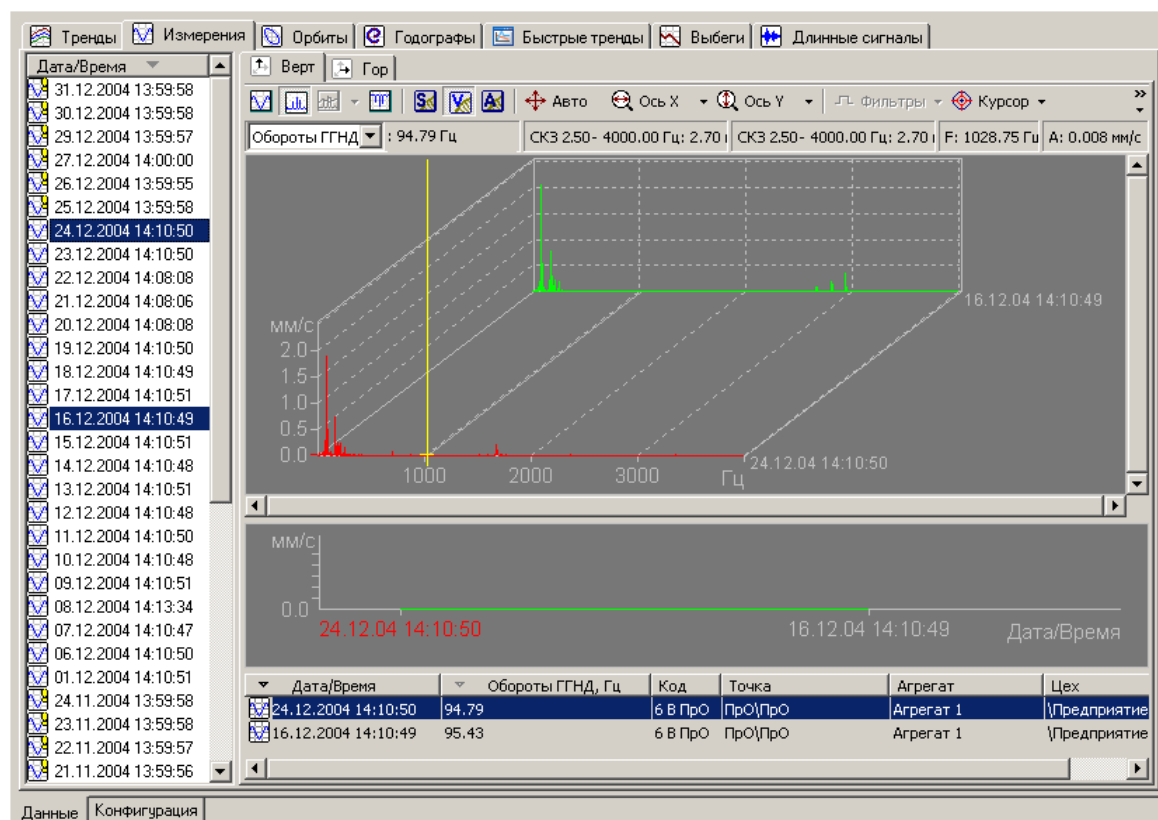 Тренды Измерения Орбиты Годографы Быстрые тренды Выбеги Длинные сигналы
Дата/Время
31.12.2004 13:59:58
30.12.2004 13:59:58
29.12.2004 13:59:57
27.12.2004 14:00:00
26.12.2004 13:59:55
25.12.2004 13:59:58
24.12.2004 14:10:50
23.12.2004 14:10:50
22.12.2004 14:08:08
21.12.2004 14:08:06
20.12.2004 14:08:08
19.12.2004 14:10:50
18.12.2004 14:10:49
17.12.2004 14:10:51
16.12.2004 14:10:49
15.12.2004 14:10:51
14.12.2004 14:10:48
13.12.2004 14:10:51
12.12.2004 14:10:48
11.12.2004 14:10:50
10.12.2004 14:10:48
09.12.2004 14:10:51
08.12.2004 14:13:34
07.12.2004 14:10:47
06.12.2004 14:10:50
01.12.2004 14:10:51
24.11.2004 13:59:58
23.11.2004 13:59:58
22.11.2004 13:59:57
21.11.2004 13:59:56
Верт Гор
S V A Авто Ось X Ось Y Фильтры Курсор »
Обороты ГГНД : 94.79 Гц СКЗ 2.50- 4000.00 Гц: 2.70 СКЗ 2.50- 4000.00 Гц: 2.70 F: 1028.75 Гц A: 0.008 мм/с
16.12.04 14:10:49
мм/с
2.0
1.5
1.0
0.5
0.0
24.12.04 14:10:50
1000 2000 3000 Гц
мм/с
0.0
24.12.04 14:10:50 16.12.04 14:10:49 Дата/Время
Дата/Время Обороты ГГНД, Гц Код Точка Агрегат Цех
24.12.2004 14:10:50 94.79 6 В ПрО ПрО\ПрО Агрегат 1 \Предприятие
16.12.2004 14:10:49 95.43 6 В ПрО ПрО\ПрО Агрегат 1 \Предприятие
Данные Конфигурация